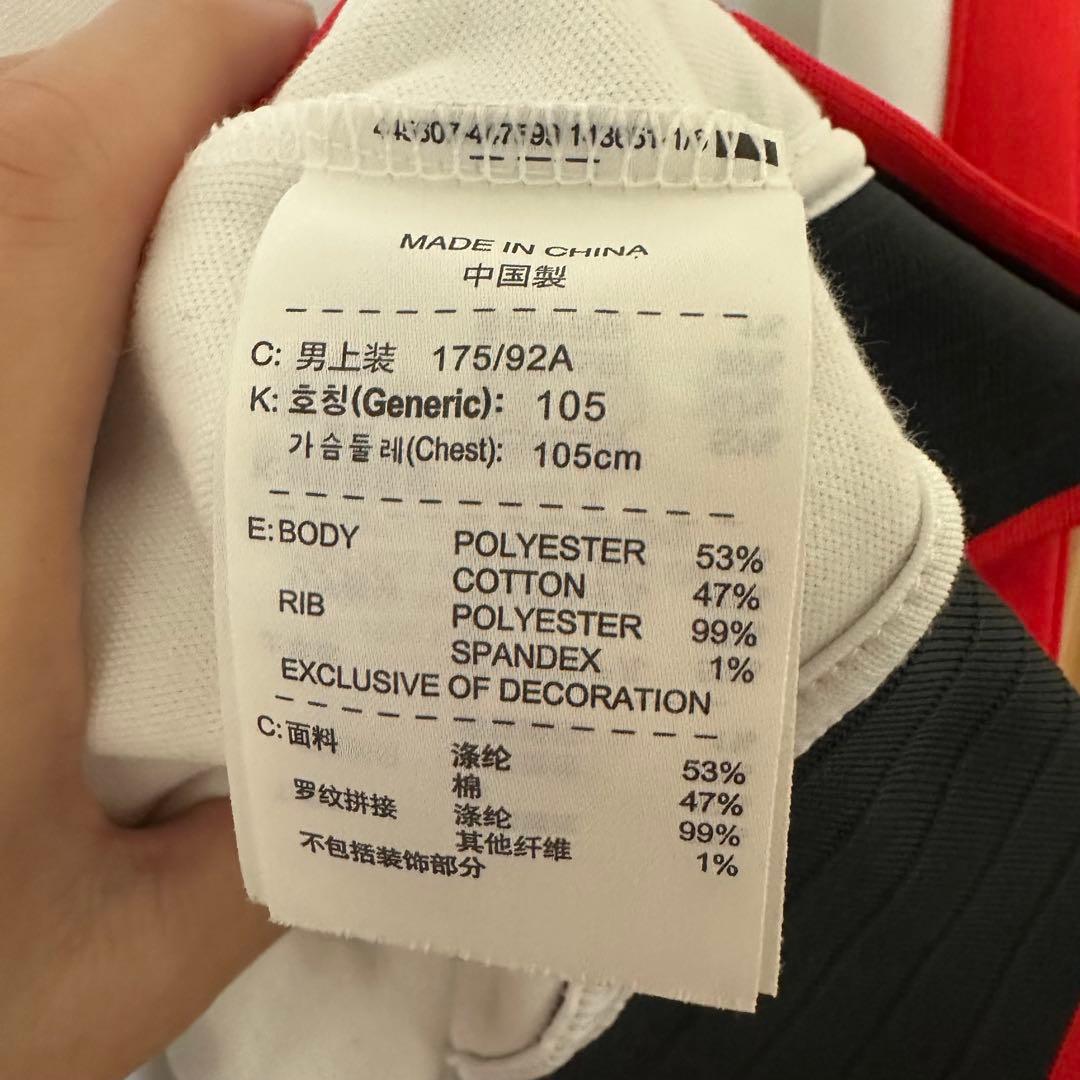 MADE IN CHINA
中国製
C: 男上装 175/92A
K: 호칭(Generic): 105
가슴둘레(Chest): 105cm
E: BODY POLYESTER 53%
COTTON 47%
RIB POLYESTER 99%
SPANDEX 1%
EXCLUSIVE OF DECORATION
C: 面料 涤纶 53%
棉 47%
罗纹拼接 涤纶 99%
其他纤维 1%
不包括装饰部分